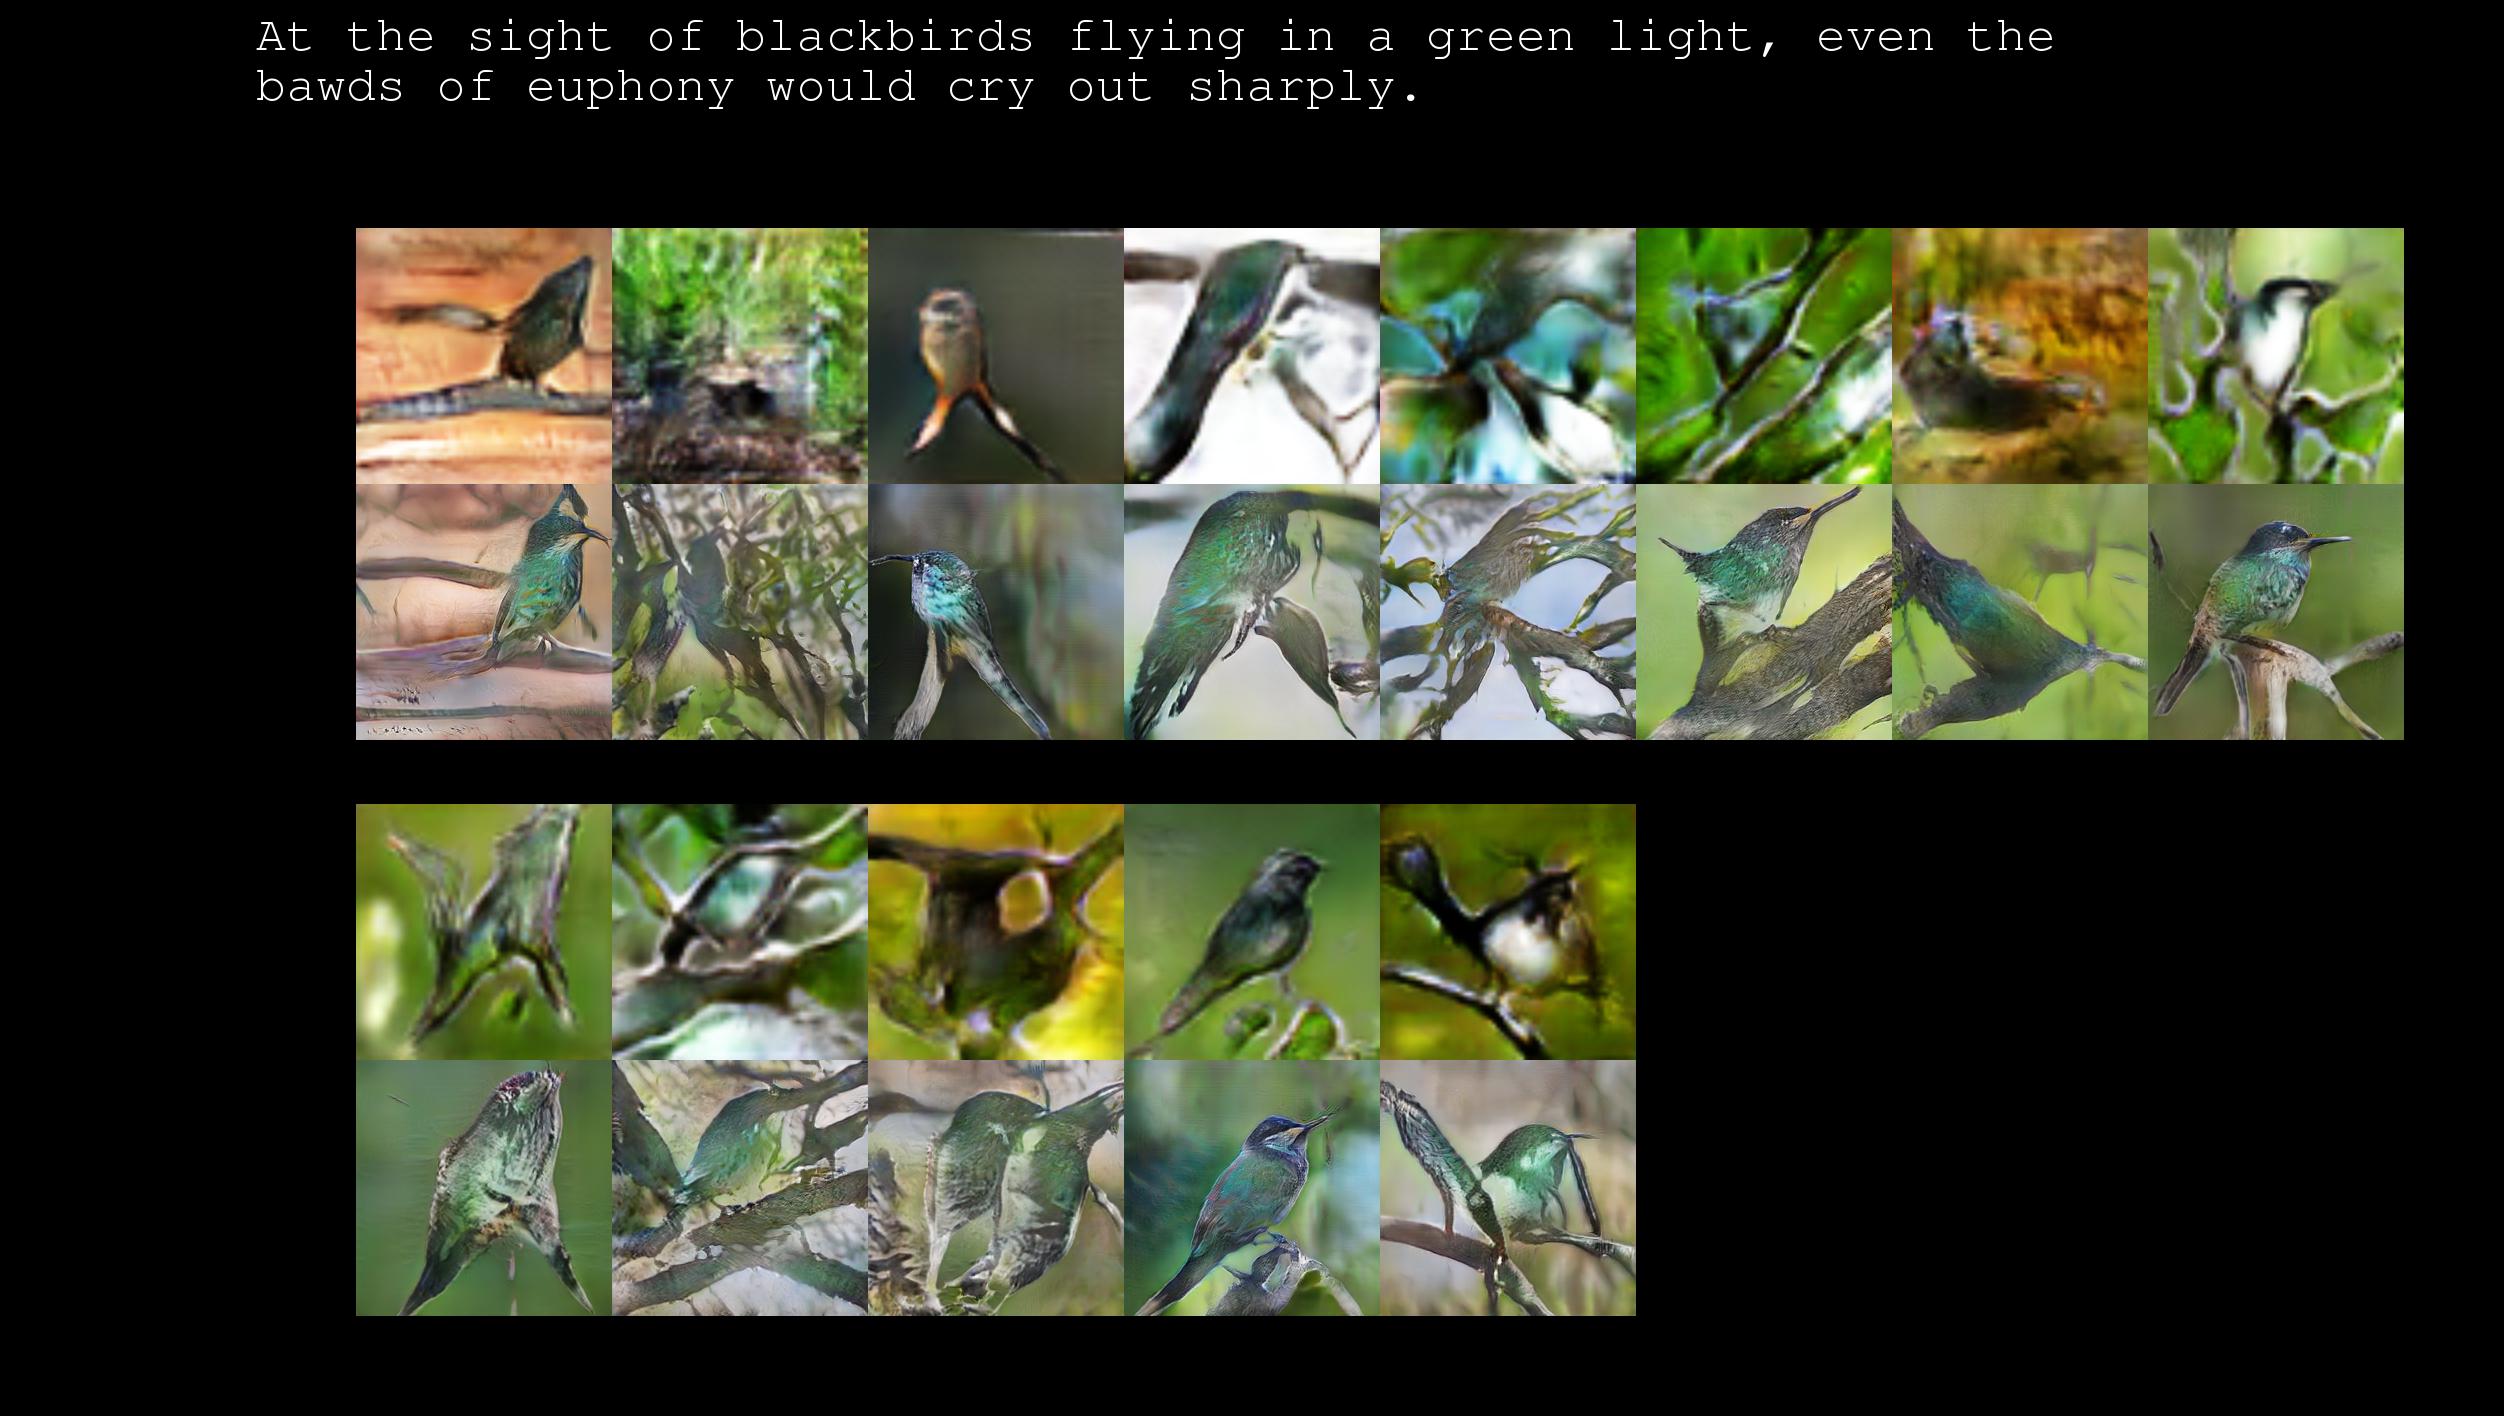 At the sight of blackbirds flying in a green light, even the
bawds of euphony would cry out sharply.